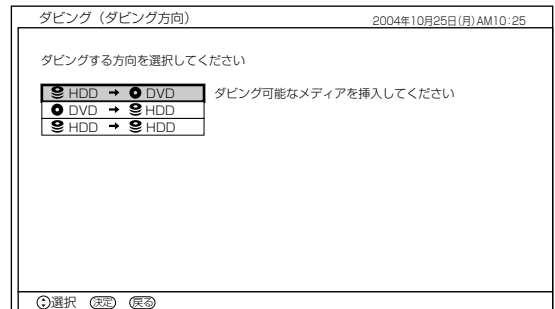 ダビング（ダビング方向） 2004年10月25日(月) AM10:25
ダビングする方向を選択してください
HDD → DVD ダビング可能なメディアを挿入してください
DVD → HDD
HDD → HDD
選択 決定 戻る